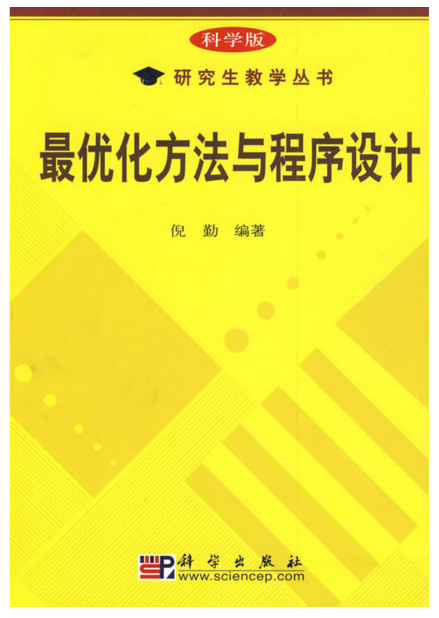 科学版
研究生教学丛书
最优化方法与程序设计
倪 勤 编著
SP
科学出版社
www.sciencep.com